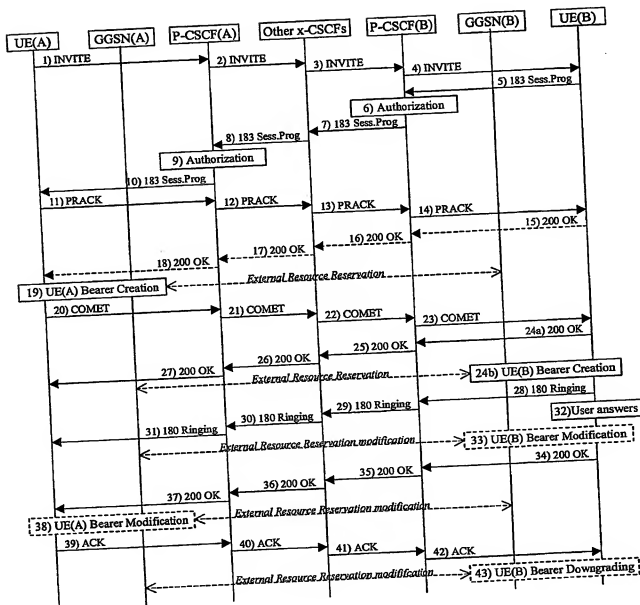 UE(A) GGSN(A) P-CSCF(A) Other x-CSCFs P-CSCF(B) GGSN(B) UE(B)
1) INVITE
2) INVITE
3) INVITE
4) INVITE
5) 183 Sess.Prog
6) Authorization
7) 183 Sess.Prog
8) 183 Sess.Prog
9) Authorization
10) 183 Sess.Prog
11) PRACK
12) PRACK
13) PRACK
14) PRACK
15) 200 OK
16) 200 OK
17) 200 OK
18) 200 OK
External Resource Reservation
19) UE(A) Bearer Creation
20) COMET
21) COMET
22) COMET
23) COMET
24a) 200 OK
25) 200 OK
26) 200 OK
27) 200 OK
External Resource Reservation
24b) UE(B) Bearer Creation
28) 180 Ringing
29) 180 Ringing
30) 180 Ringing
31) 180 Ringing
32)User answers
External Resource Reservation modification
33) UE(B) Bearer Modification
34) 200 OK
35) 200 OK
36) 200 OK
37) 200 OK
External Resource Reservation modification
38) UE(A) Bearer Modification
39) ACK
40) ACK
41) ACK
42) ACK
External Resource Reservation modification
43) UE(B) Bearer Downgrading